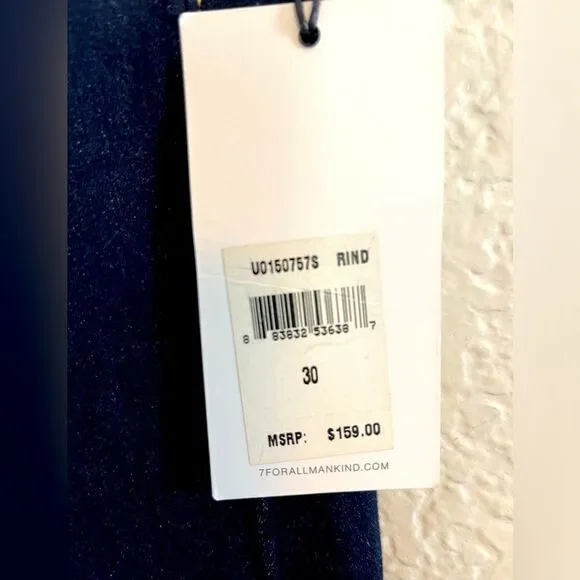 U0150757S RIND
8 83832 53638 7
30
MSRP: $159.00
7FORALLMANKIND.COM